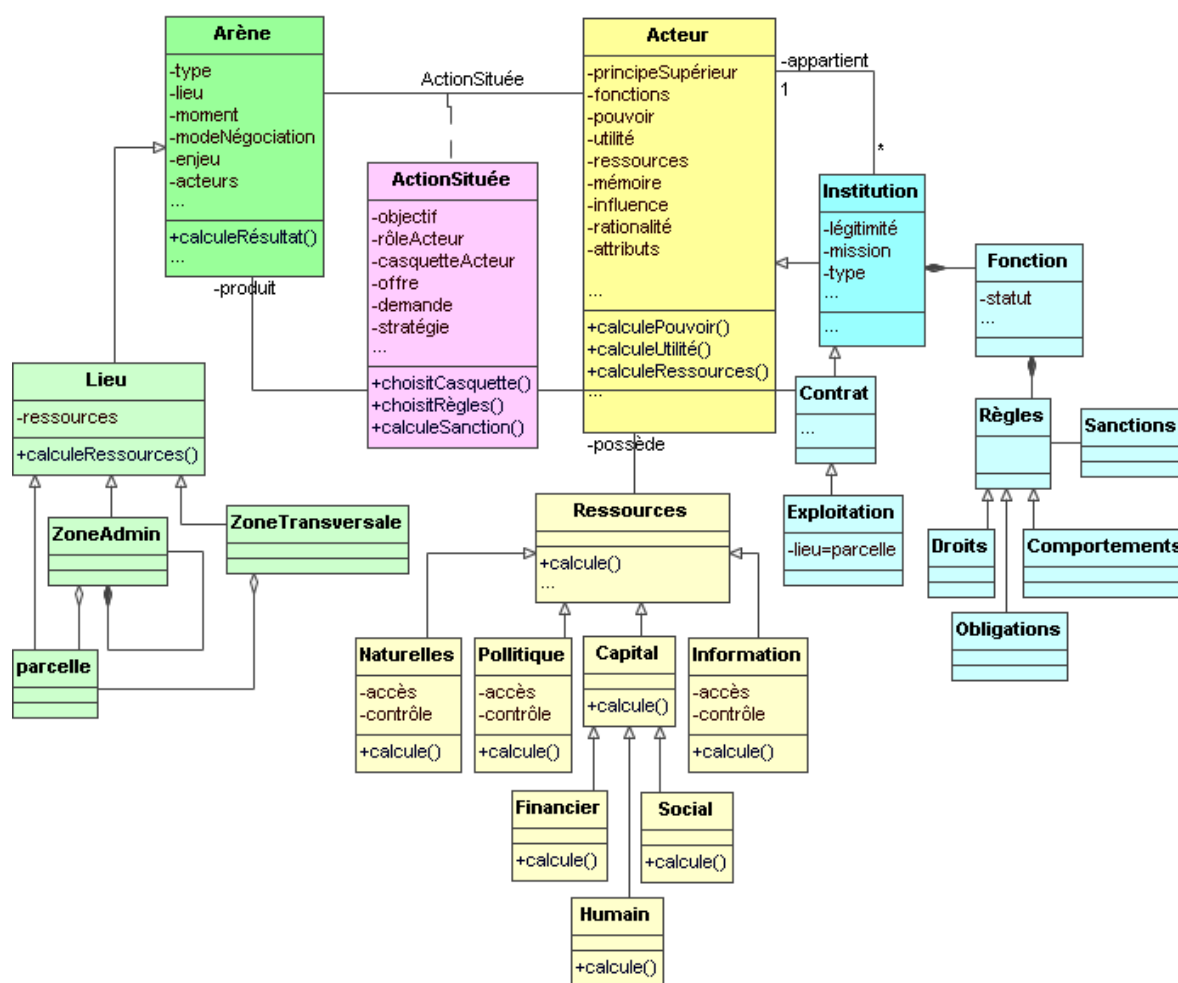 Arène
-type
-lieu
-moment
-modeNégociation
-enjeu
-acteurs
...
+calculeRésultat()
...
-produit
ActionSituée
ActionSituée
-objectif
-rôleActeur
-casquetteActeur
-offre
-demande
-stratégie
...
+choisitCasquette()
+choisitRègles()
+calculeSanction()
Acteur
-principeSupérieur
-fonctions
-pouvoir
-utilité
-ressources
-mémoire
-influence
-rationalité
-attributs
...
+calculePouvoir()
+calculeUtilité()
+calculeRessources()
...
-possède
-appartient
1
*
Institution
-légitimité
-mission
-type
...
...
Fonction
-statut
...
Contrat
...
Exploitation
-lieu=parcelle
Règles
Sanctions
Droits
Comportements
Obligations
Lieu
-ressources
+calculeRessources()
ZoneAdmin
ZoneTransversale
parcelle
Ressources
+calcule()
...
Naturelles
-accès
-contrôle
+calcule()
Pollitique
-accès
-contrôle
+calcule()
Capital
+calcule()
Information
-accès
-contrôle
+calcule()
Financier
+calcule()
Social
+calcule()
Humain
+calcule()